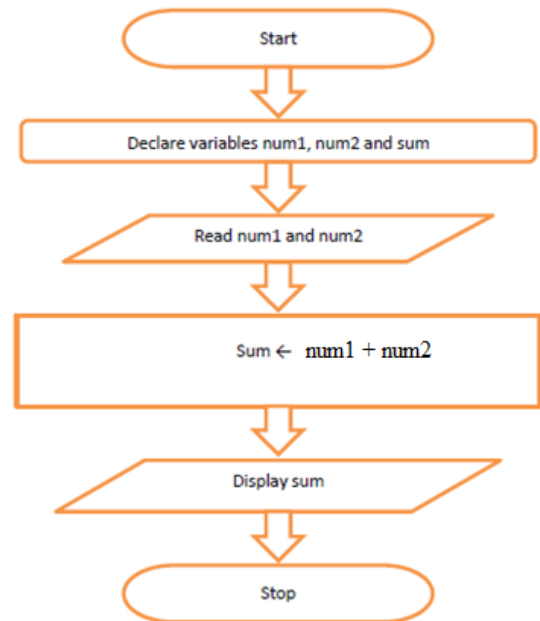 Start
Declare variables num1, num2 and sum
Read num1 and num2
Sum ← num1 + num2
Display sum
Stop